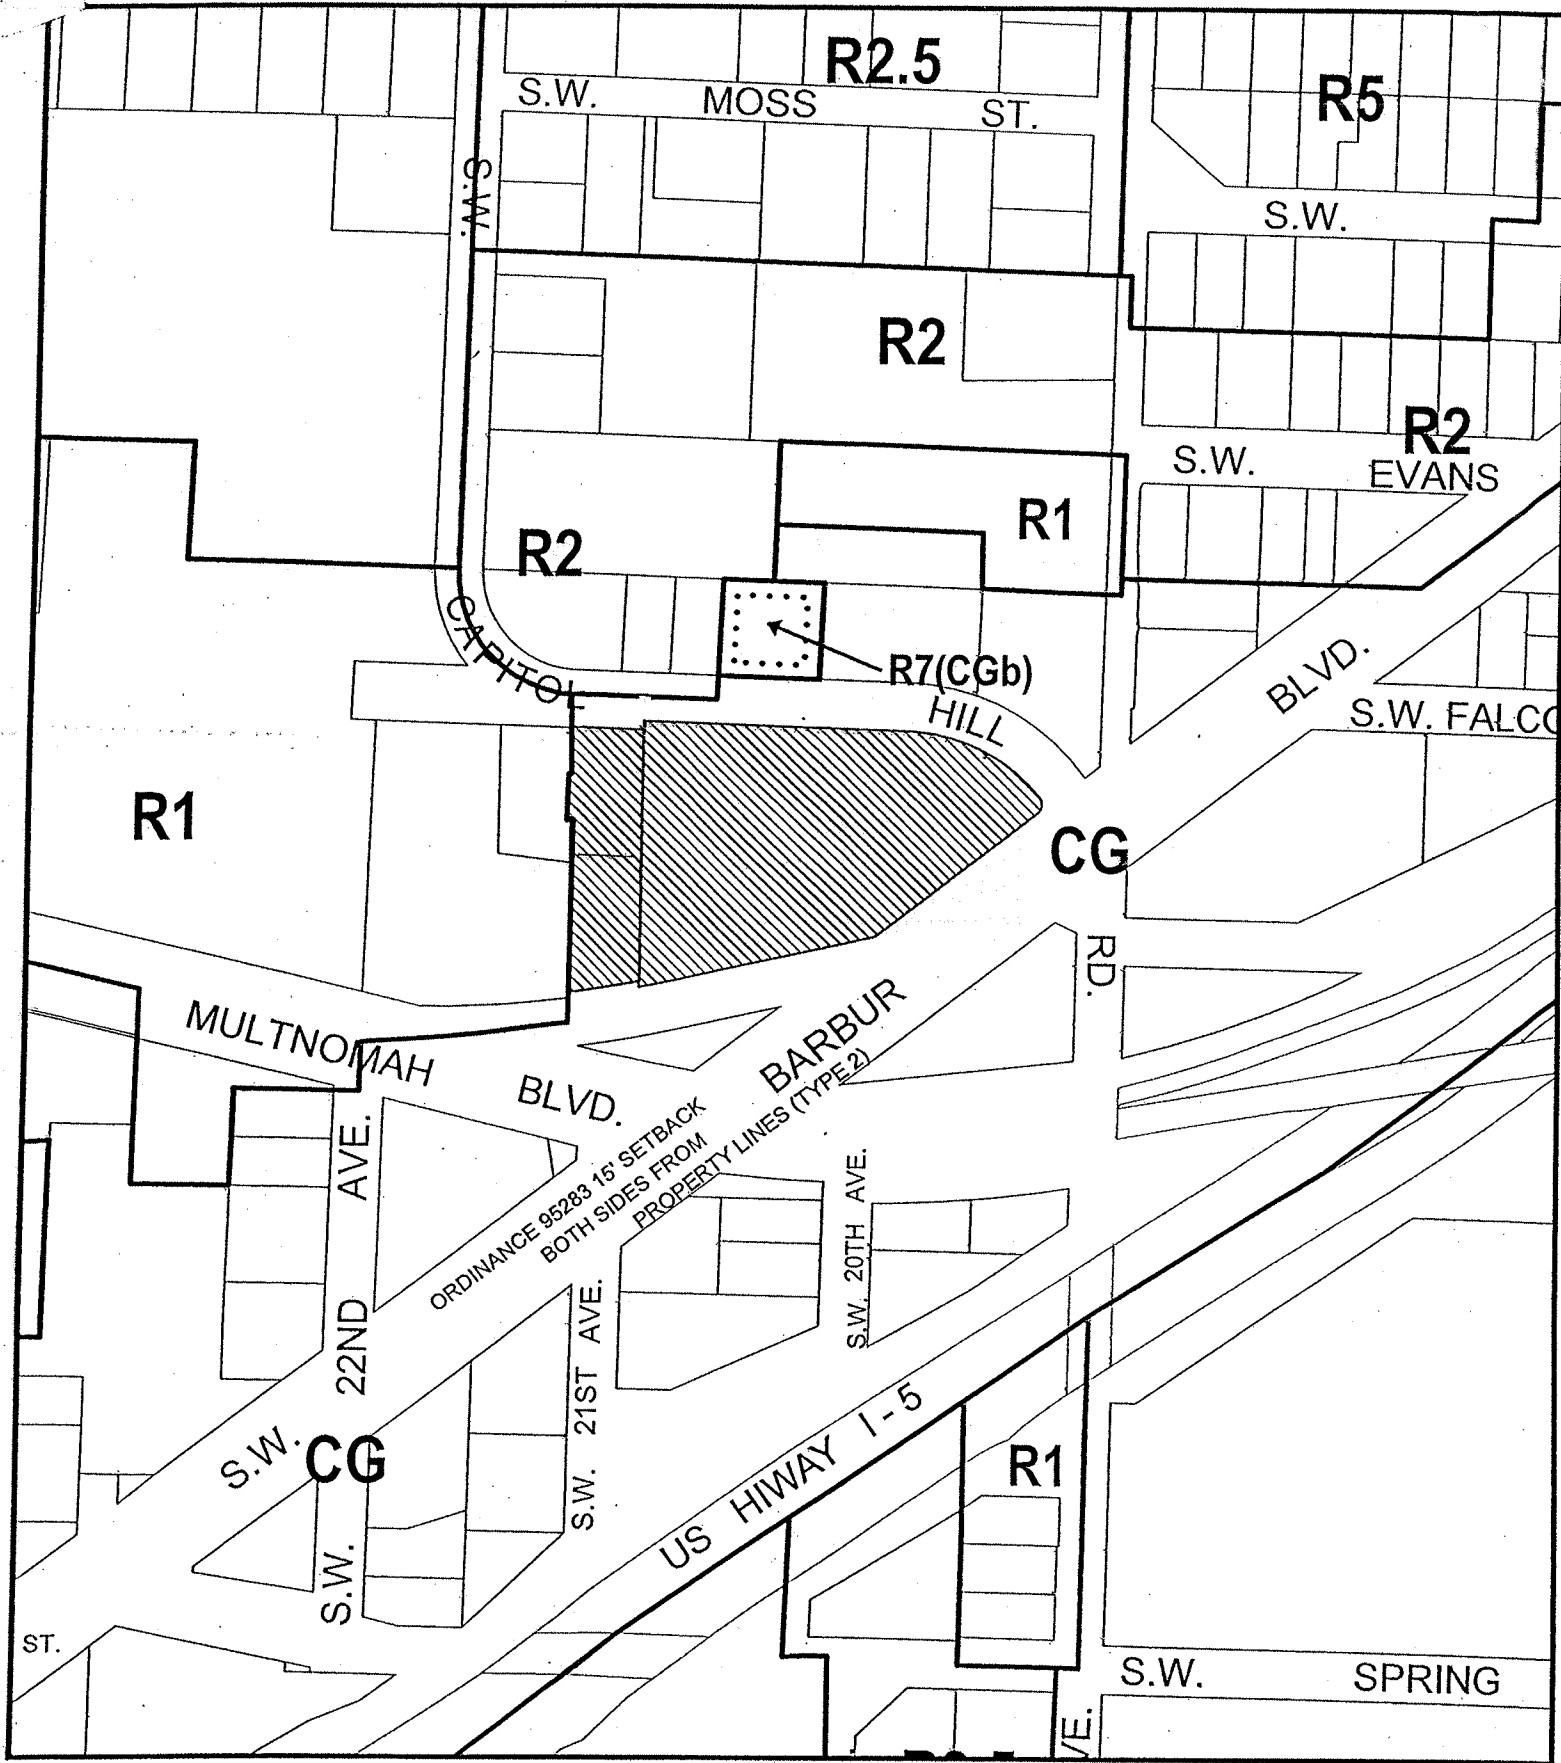 R2.5
R5
S.W. MOSS ST.
S.W.
S.W.
R2
R2
S.W. EVANS
R1
R2
CAPITOL
R7(CGb)
HILL
BLVD.
S.W. FALCO
R1
CG
RD.
MULTNOMAH
BLVD.
BARBUR
ORDINANCE 95283 15' SETBACK
BOTH SIDES FROM
PROPERTY LINES (TYPE 2)
AVE.
22ND
S.W. 20TH AVE.
S.W. 21ST AVE.
S.W.
CG
US HIWAY I - 5
R1
S.W.
ST.
S.W. SPRING
VE.